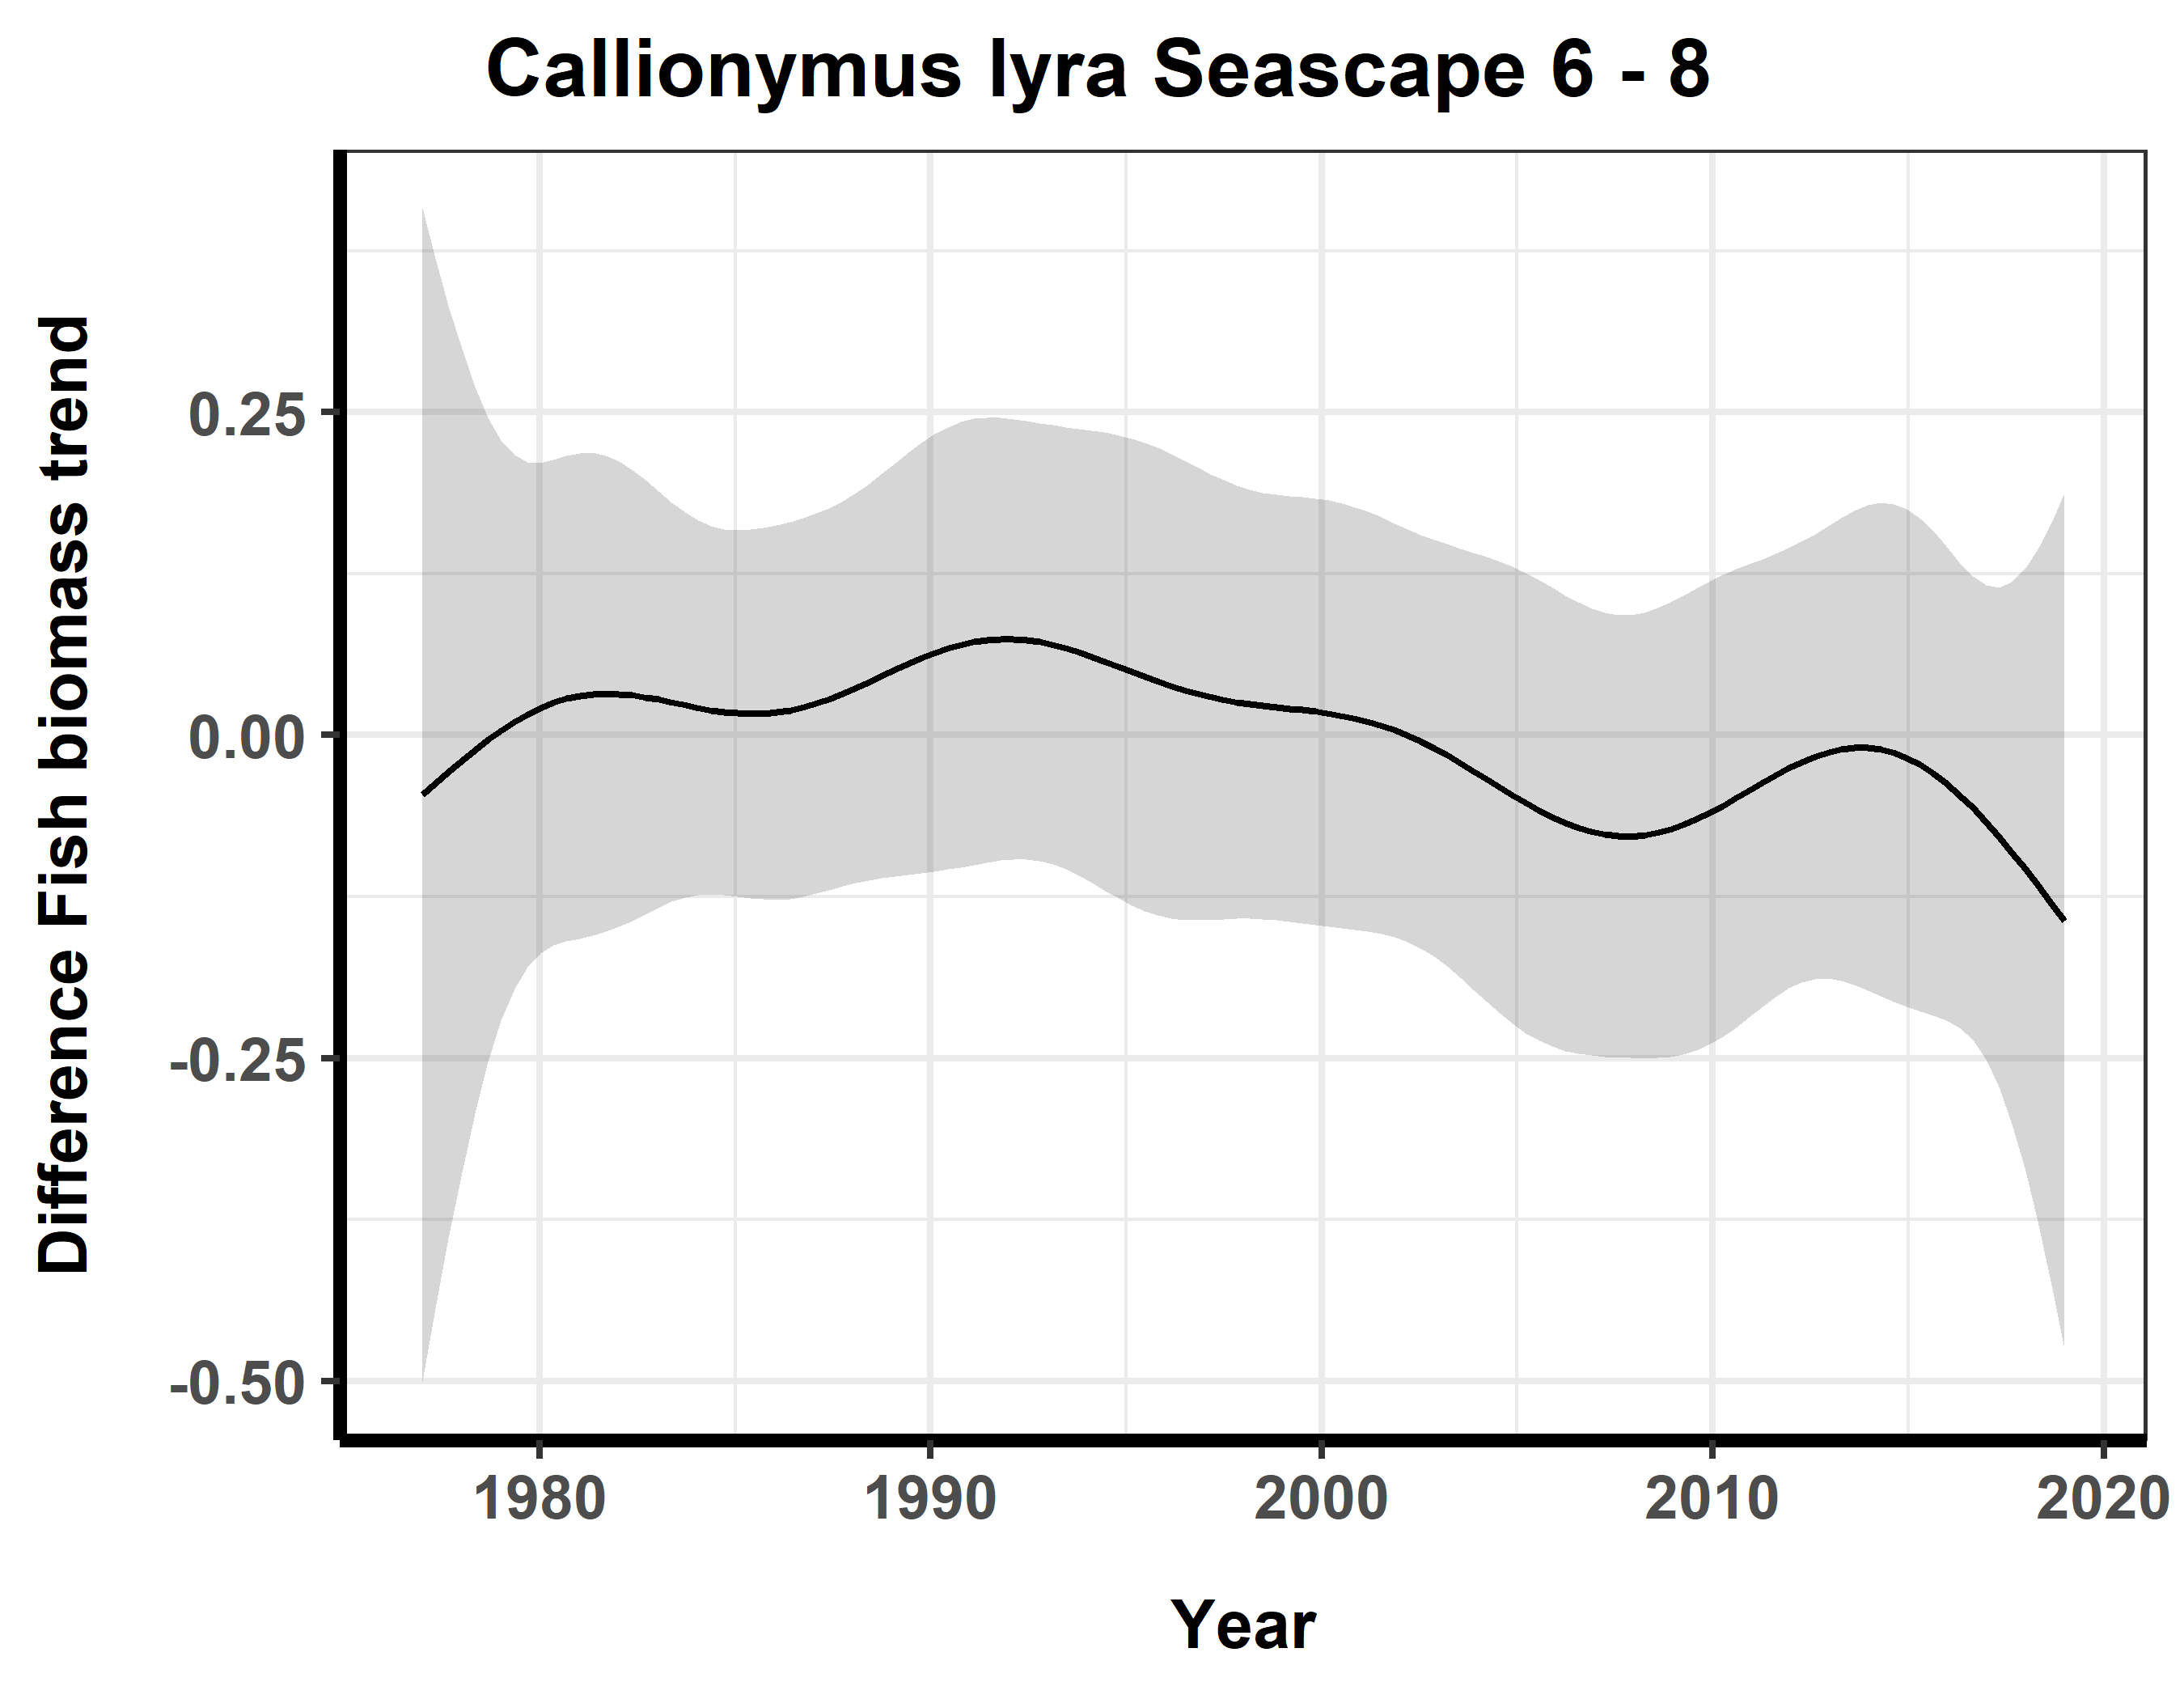 Callionymus lyra Seascape 6 - 8
Difference Fish biomass trend
0.25
0.00
-0.25
-0.50
1980 1990 2000 2010 2020
Year